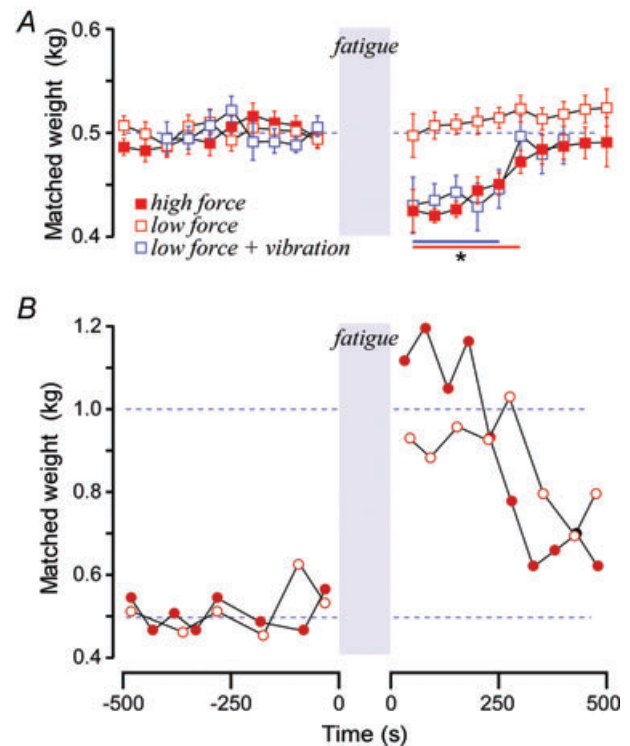 A
Matched weight (kg)
0.6
0.5
0.4
fatigue
high force
low force
low force + vibration
*
B
Matched weight (kg)
1.2
1.0
0.8
0.6
0.4
fatigue
-500 -250 0 0 250 500
Time (s)